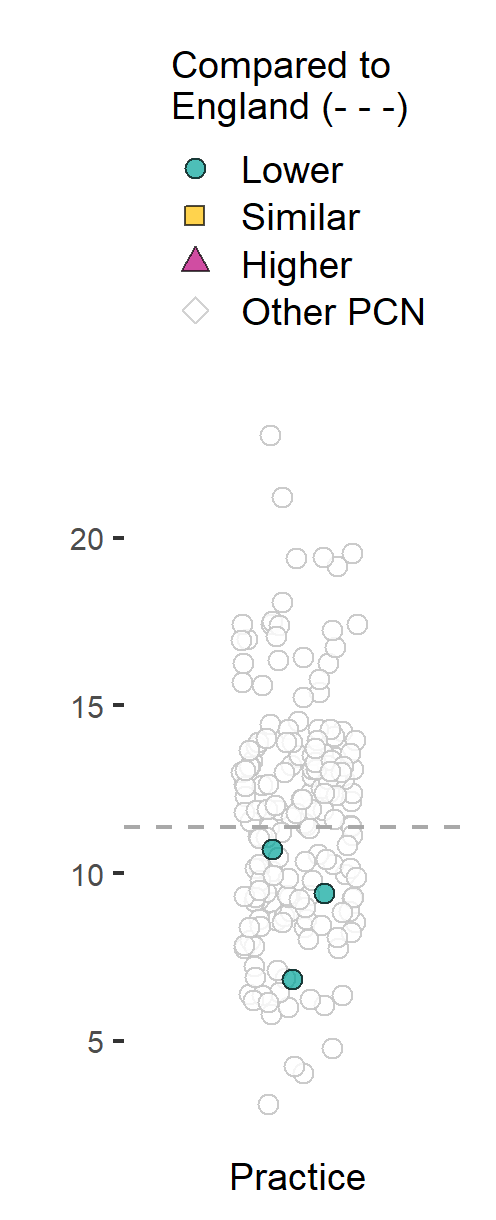 Compared to
England (- - -)
Lower
Similar
Higher
Other PCN
20
15
10
5
Practice